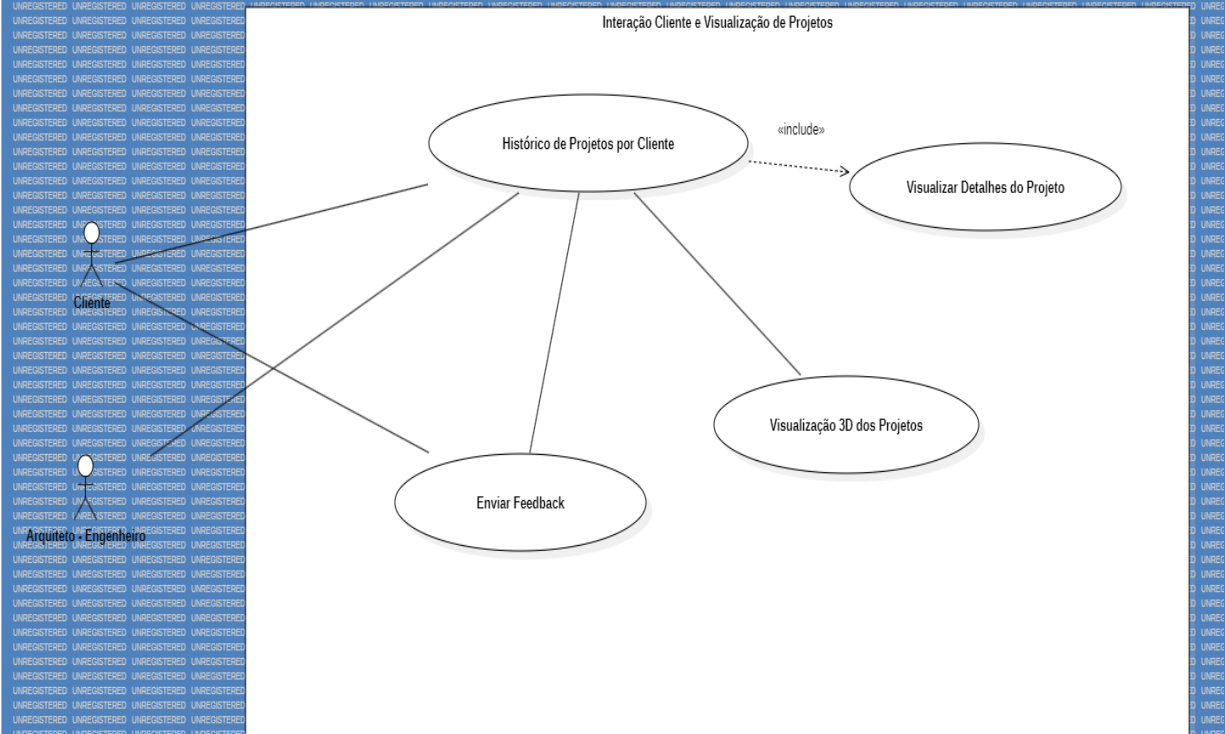 Interação Cliente e Visualização de Projetos
Histórico de Projetos por Cliente
«include»
Visualizar Detalhes do Projeto
Cliente
Visualização 3D dos Projetos
Enviar Feedback
Arquiteto - Engenheiro
UNREGISTERED